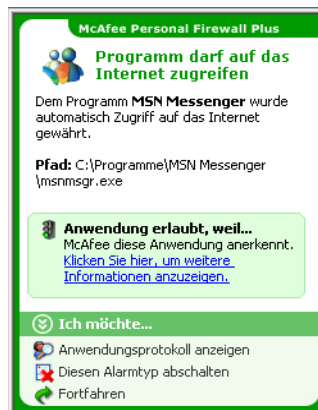 McAfee Personal Firewall Plus
Programm darf auf das
Internet zugreifen
Dem Programm MSN Messenger wurde
automatisch Zugriff auf das Internet
gewährt.
Pfad: C:\Programme\MSN Messenger
\msnmsgr.exe
Anwendung erlaubt, weil...
McAfee diese Anwendung anerkennt.
Klicken Sie hier, um weitere
Informationen anzuzeigen.
Ich möchte...
Anwendungsprotokoll anzeigen
Diesen Alarmtyp abschalten
Fortfahren